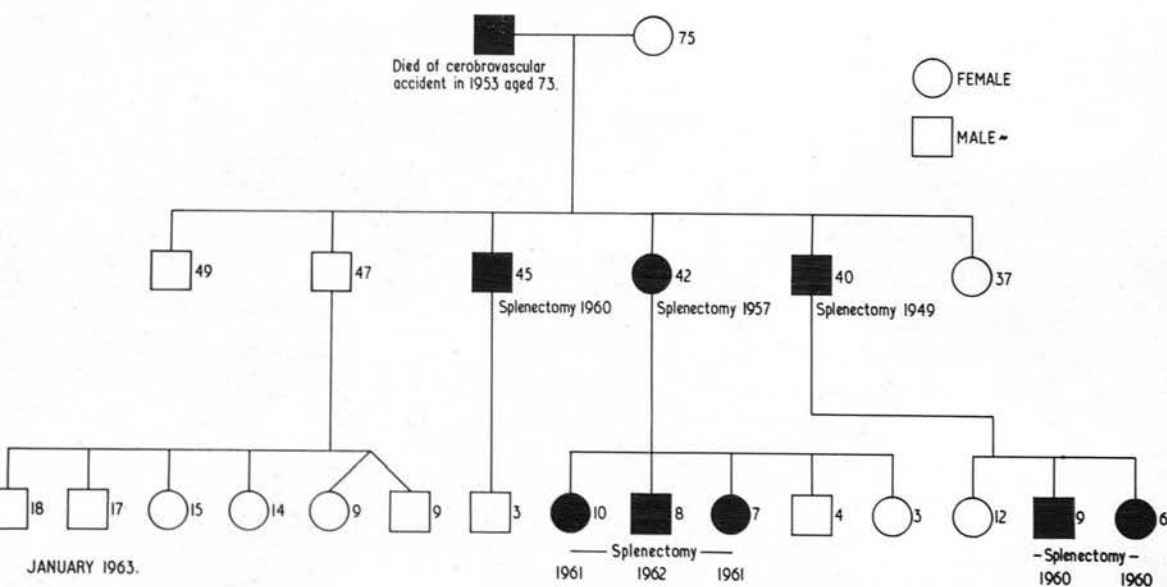 75
Died of cerobrovascular
accident in 1953 aged 73.
FEMALE
MALE~
49 47 45 42 40 37
Splenectomy 1960 Splenectomy 1957 Splenectomy 1949
18 17 15 14 9 9 3 10 8 7 4 3 12 9 6
— Splenectomy — - Splenectomy -
1961 1962 1961 1960 1960
JANUARY 1963.